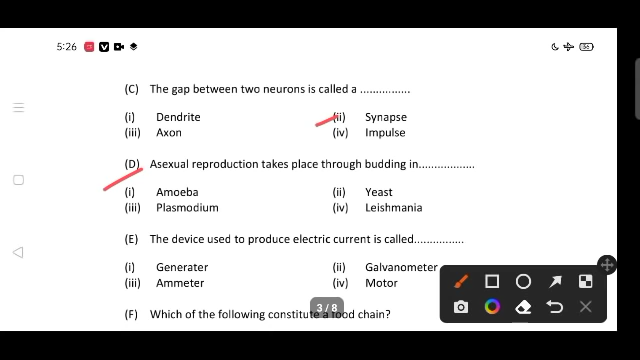 5:26
56
(C) The gap between two neurons is called a ...............
(i) Dendrite (ii) Synapse
(iii) Axon (iv) Impulse
(D) Asexual reproduction takes place through budding in..................
(i) Amoeba (ii) Yeast
(iii) Plasmodium (iv) Leishmania
(E) The device used to produce electric current is called................
(i) Generater (ii) Galvanometer
(iii) Ammeter (iv) Motor
3/8
(F) Which of the following constitute a food chain?